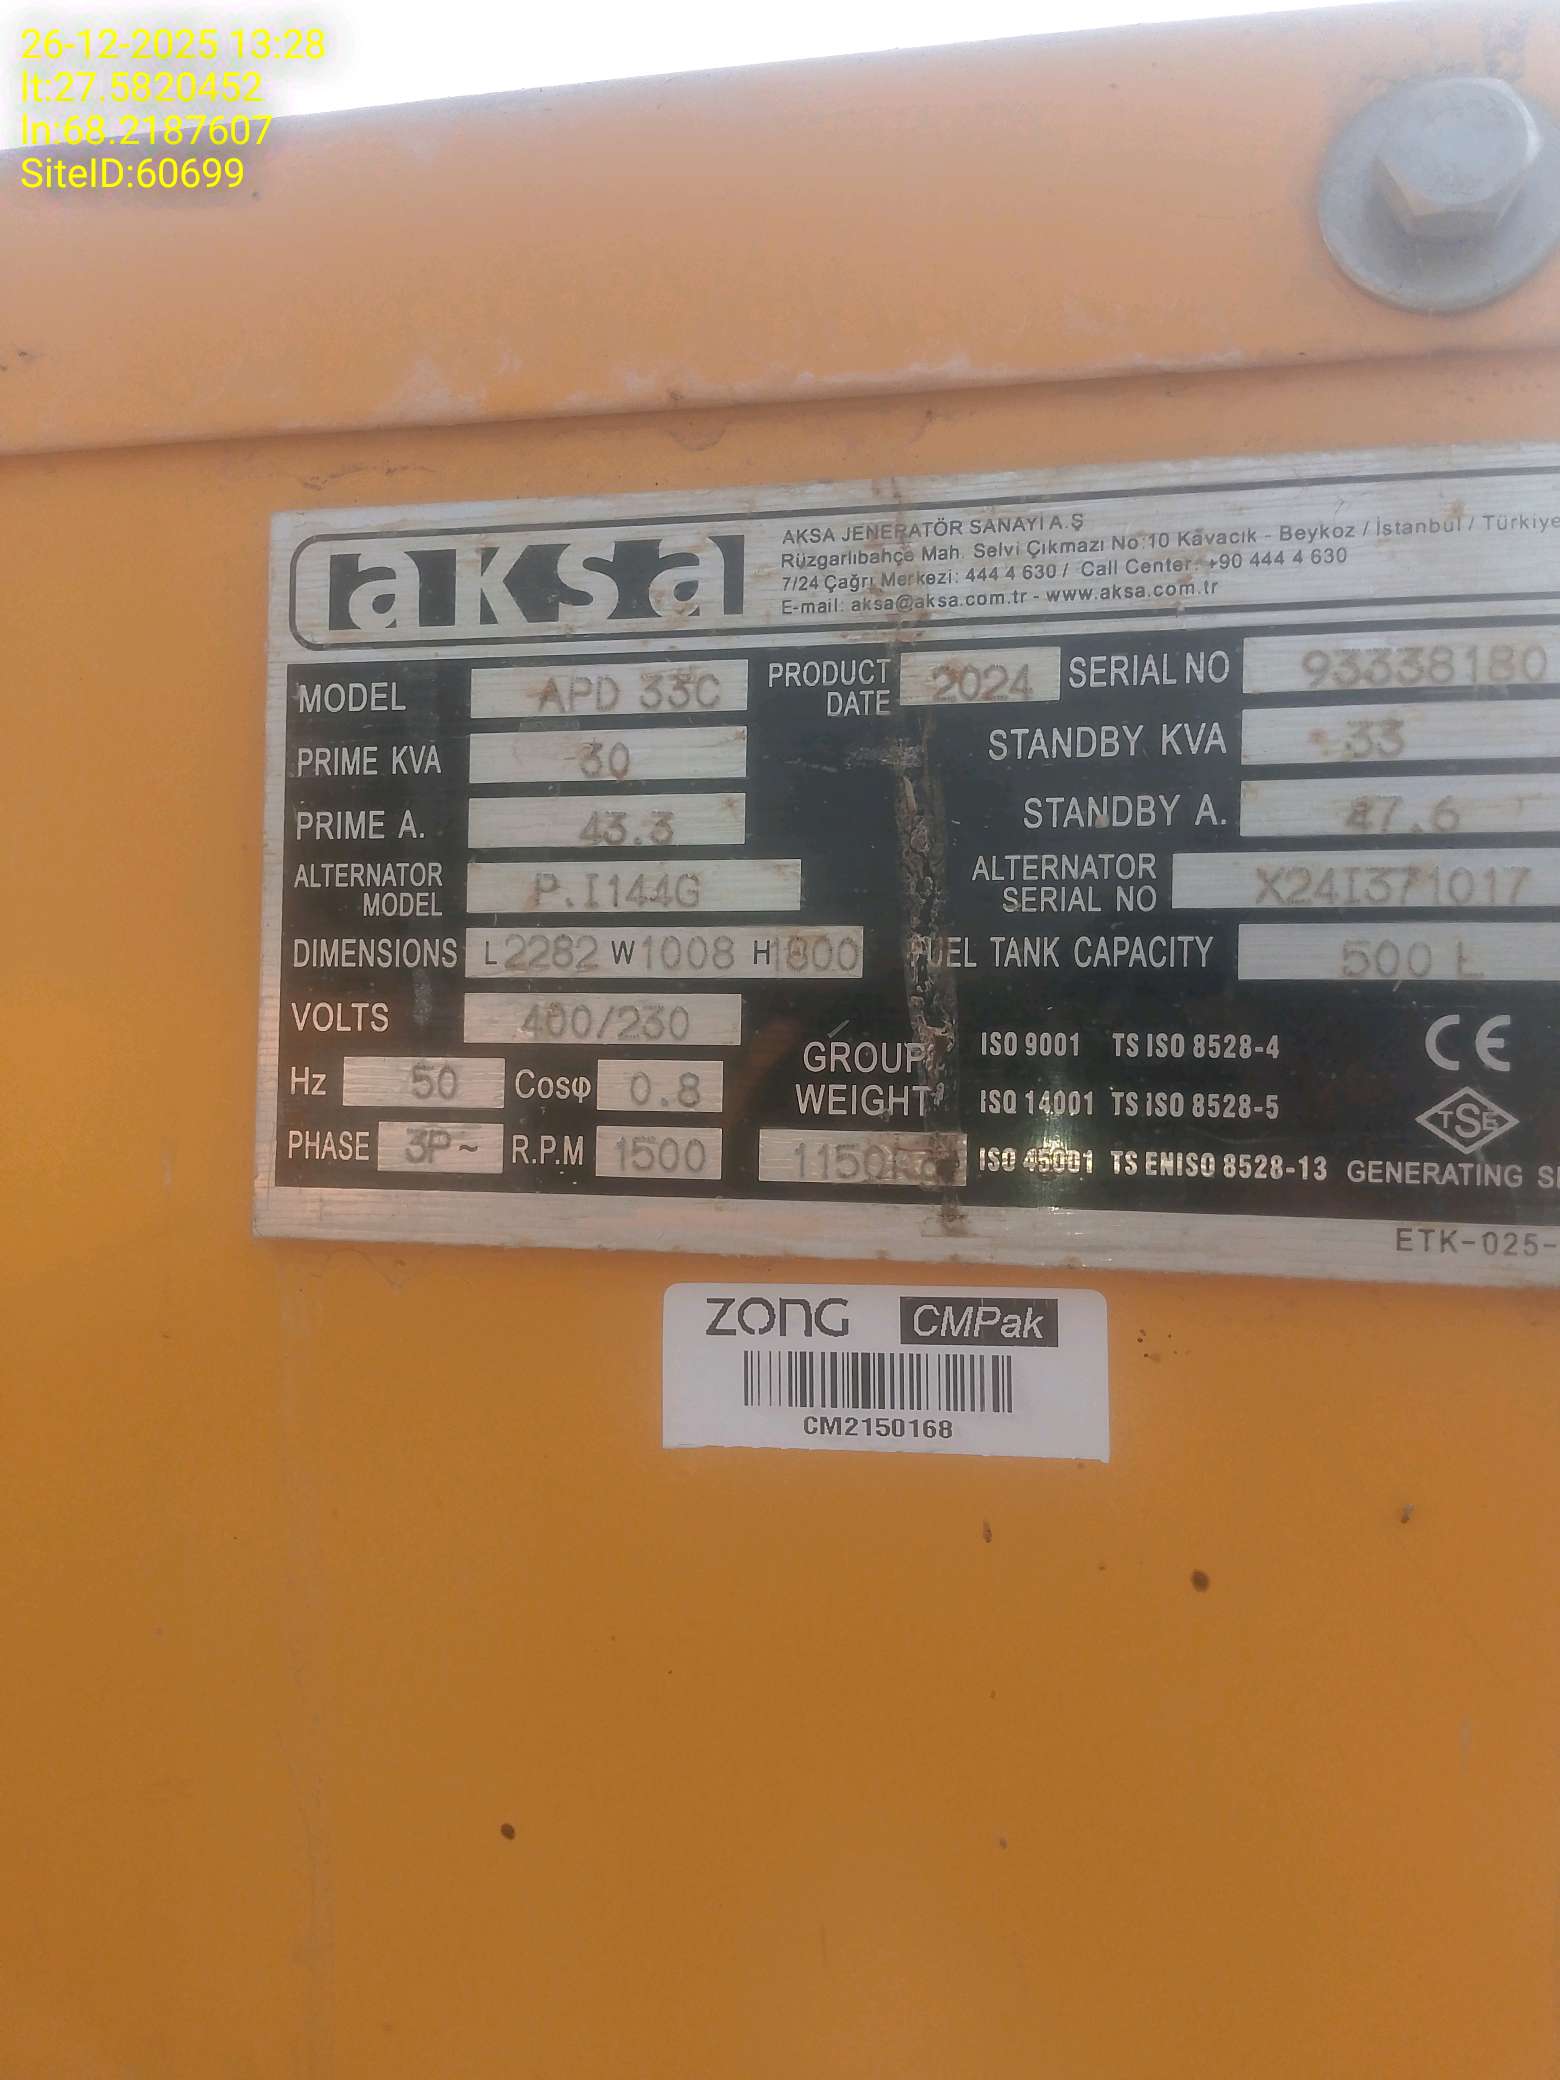 26-12-2025 13:28
lt:27.5820452
ln:68.2187607
SiteID:60699
aksa
AKSA JENERATÖR SANAYİ A.Ş
Rüzgarlıbahçe Mah. Selvi Çıkmazı No:10 Kavacık - Beykoz / İstanbul / Türkiye
7/24 Çağrı Merkezi: 444 4 630 / Call Center: +90 444 4 630
E-mail: aksa@aksa.com.tr - www.aksa.com.tr
MODEL APD 33C PRODUCT DATE 2024 SERIAL NO 93338180
PRIME KVA 30 STANDBY KVA 33
PRIME A. 43.3 STANDBY A. 47.6
ALTERNATOR MODEL P.I144G ALTERNATOR SERIAL NO X24I371017
DIMENSIONS L 2282 W 1008 H 1800 FUEL TANK CAPACITY 500 L
VOLTS 400/230
Hz 50 Cosφ 0.8 GROUP WEIGHT 1150Kg
PHASE 3P~ R.P.M 1500
ISO 9001 TS ISO 8528-4 CE
ISO 14001 TS ISO 8528-5 TSE
ISO 45001 TS EN ISO 8528-13 GENERATING
ETK-025-
ZONG CMPak
CM2150168